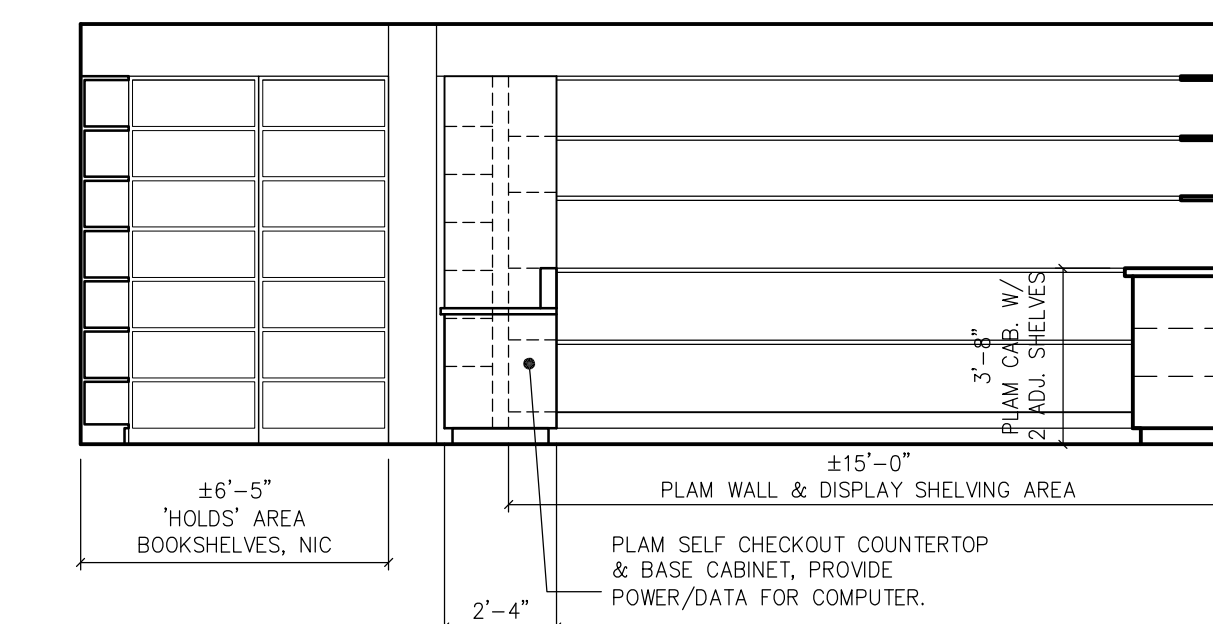 3'-8"
PLAM CAB. W/
2 ADJ. SHELVES
±6'-5"
'HOLDS' AREA
BOOKSHELVES, NIC
±15'-0"
PLAM WALL & DISPLAY SHELVING AREA
PLAM SELF CHECKOUT COUNTERTOP
& BASE CABINET, PROVIDE
POWER/DATA FOR COMPUTER.
2'-4"